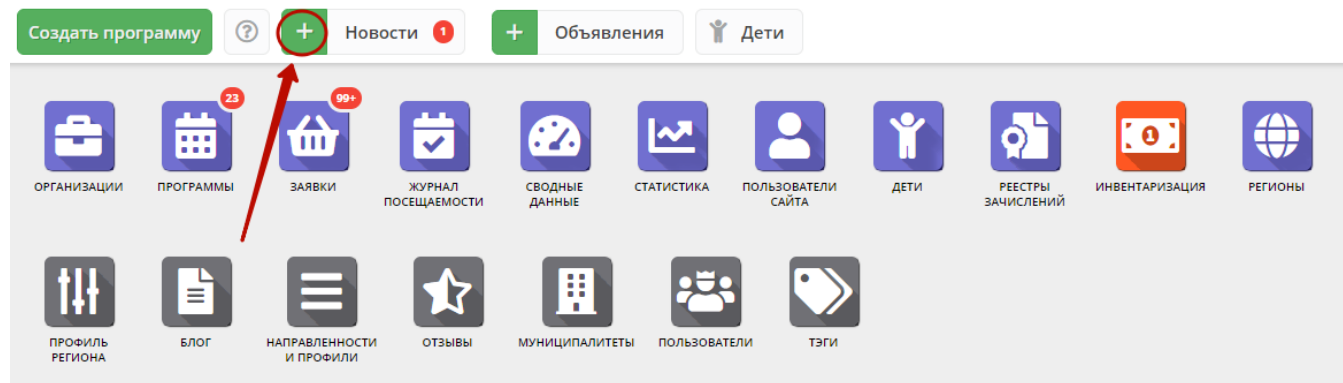 Создать программу ? + Новости 1 + Объявления Дети
23 99+
1
ОРГАНИЗАЦИИ ПРОГРАММЫ ЗАЯВКИ ЖУРНАЛ СВОДНЫЕ СТАТИСТИКА ПОЛЬЗОВАТЕЛИ ДЕТИ РЕЕСТРЫ ИНВЕНТАРИЗАЦИЯ РЕГИОНЫ
ПОСЕЩАЕМОСТИ ДАННЫЕ САЙТА ЗАЧИСЛЕНИЙ
ПРОФИЛЬ БЛОГ НАПРАВЛЕННОСТИ ОТЗЫВЫ МУНИЦИПАЛИТЕТЫ ПОЛЬЗОВАТЕЛИ ТЭГИ
РЕГИОНА И ПРОФИЛИ